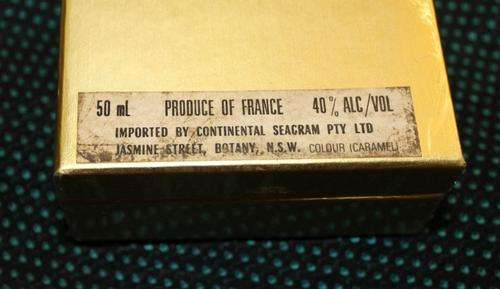 50 mL PRODUCE OF FRANCE 40% ALC/VOL
IMPORTED BY CONTINENTAL SEAGRAM PTY LTD
JASMINE STREET, BOTANY, N.S.W. COLOUR (CARAMEL)